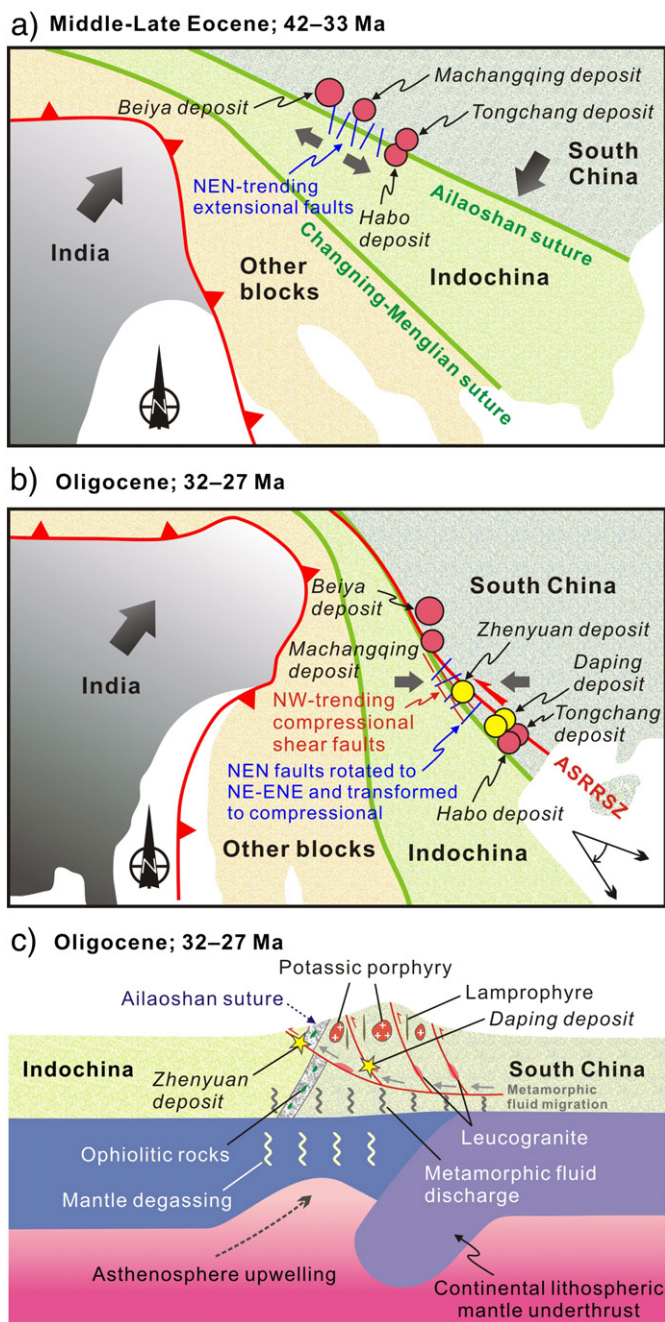 a) Middle-Late Eocene; 42–33 Ma
Machangqing deposit
Beiya deposit
Tongchang deposit
South
China
NEN-trending
extensional faults
Habo
deposit
Ailaoshan suture
India
Other
blocks
Indochina
Changning-Menglian suture
N
b) Oligocene; 32–27 Ma
Beiya
deposit
South China
Zhenyuan deposit
Machangqing
deposit
Daping
deposit
India
NW-trending
compressional
shear faults
Tongchang
deposit
NEN faults rotated to
NE-ENE and transformed
to compressional
ASRRSZ
Habo deposit
N
Other blocks
Indochina
c) Oligocene; 32–27 Ma
Potassic porphyry
Ailaoshan suture
Lamprophyre
Daping deposit
Indochina
South China
Zhenyuan
deposit
Metamorphic
fluid migration
Leucogranite
Ophiolitic rocks
Metamorphic fluid
discharge
Mantle degassing
Asthenosphere upwelling
Continental lithospheric
mantle underthrust